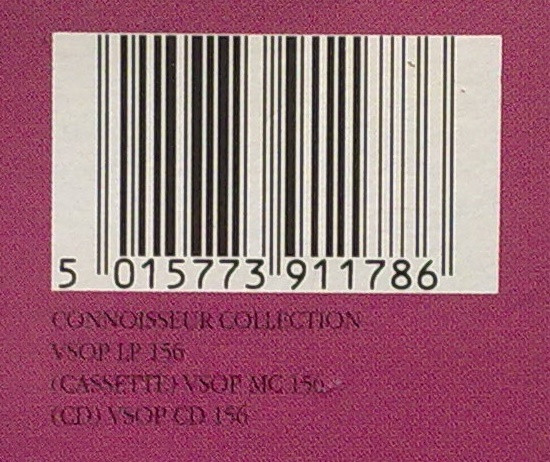 5 015773 911786
CONNOISSEUR COLLECTION
VSOP LP 156
(CASSETTE) VSOP MC 156
(CD) VSOP CD 156